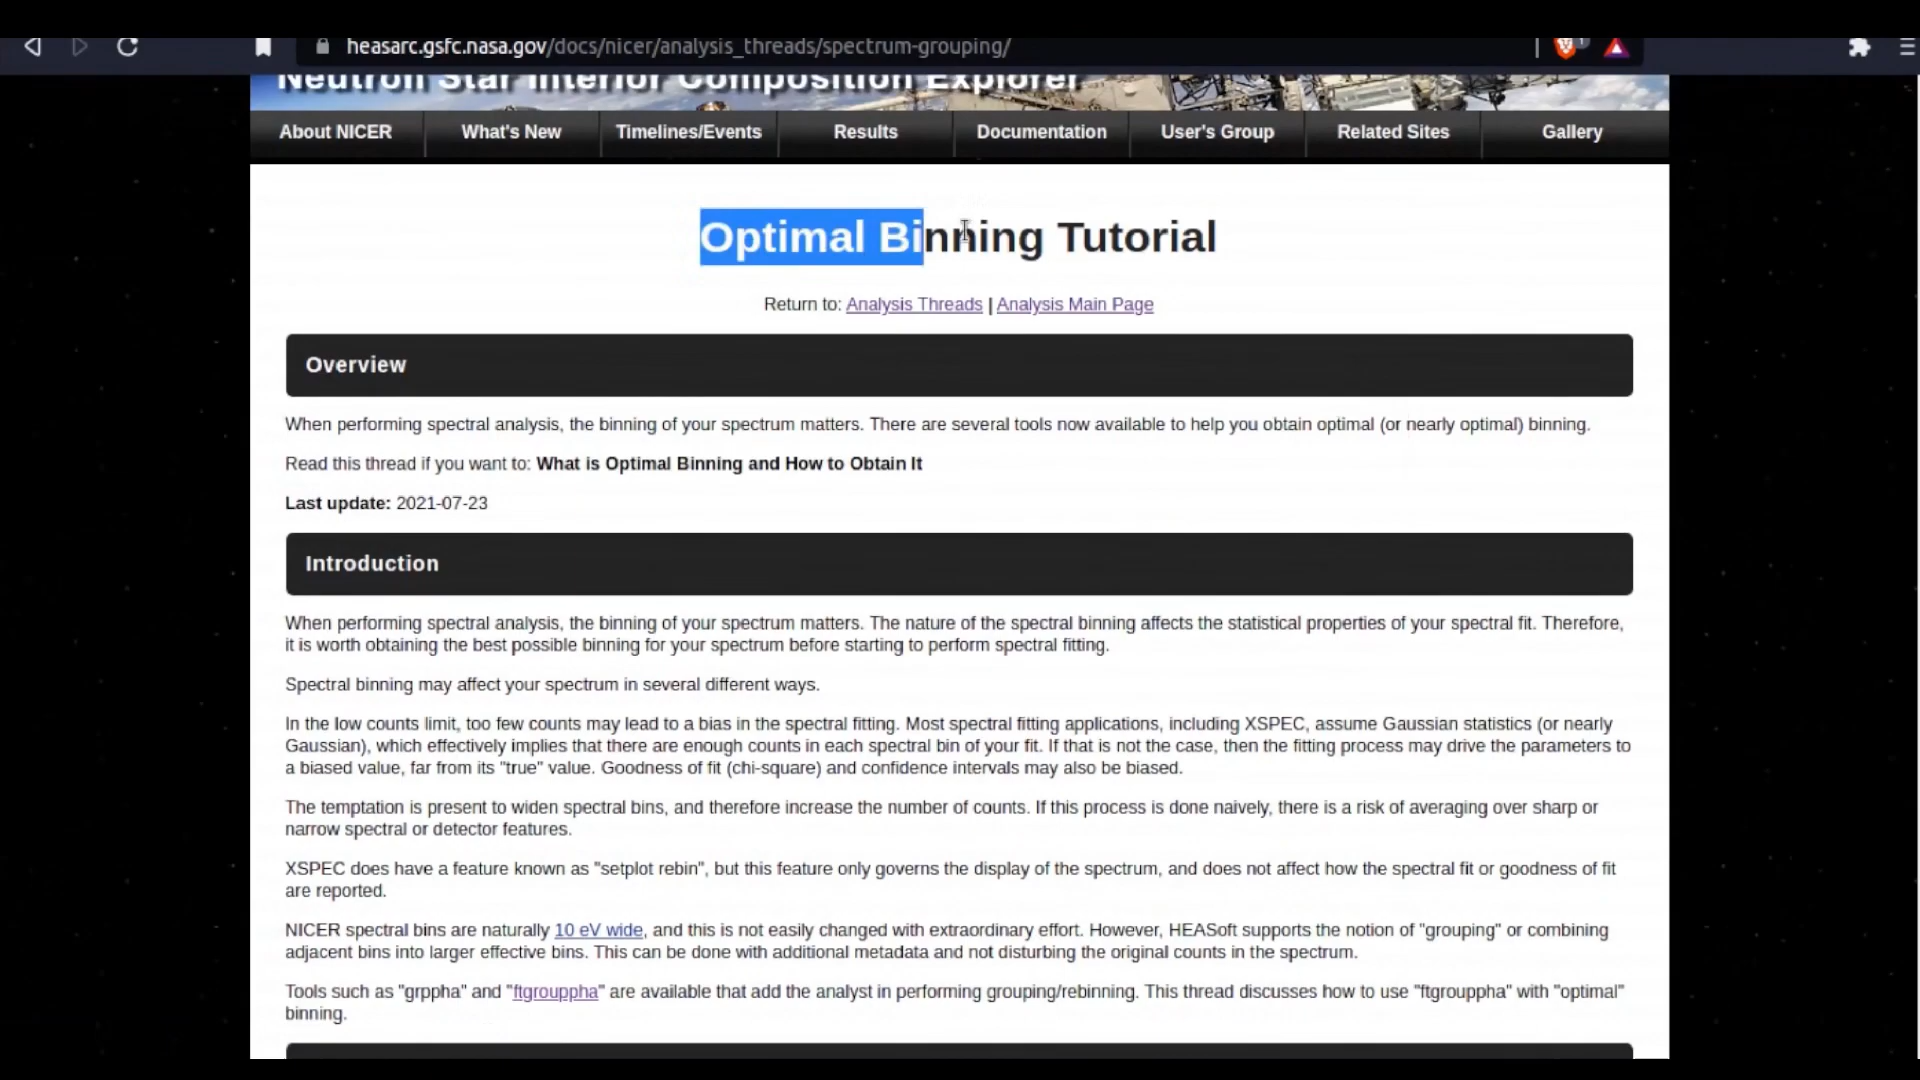 heasarc.gsfc.nasa.gov/docs/nicer/analysis_threads/spectrum-grouping/
Neutron Star Interior Composition Explorer
About NICER What's New Timelines/Events Results Documentation User's Group Related Sites Gallery
Optimal Binning Tutorial
Return to: Analysis Threads | Analysis Main Page
Overview
When performing spectral analysis, the binning of your spectrum matters. There are several tools now available to help you obtain optimal (or nearly optimal) binning.
Read this thread if you want to: What is Optimal Binning and How to Obtain It
Last update: 2021-07-23
Introduction
When performing spectral analysis, the binning of your spectrum matters. The nature of the spectral binning affects the statistical properties of your spectral fit. Therefore,
it is worth obtaining the best possible binning for your spectrum before starting to perform spectral fitting.
Spectral binning may affect your spectrum in several different ways.
In the low counts limit, too few counts may lead to a bias in the spectral fitting. Most spectral fitting applications, including XSPEC, assume Gaussian statistics (or nearly
Gaussian), which effectively implies that there are enough counts in each spectral bin of your fit. If that is not the case, then the fitting process may drive the parameters to
a biased value, far from its "true" value. Goodness of fit (chi-square) and confidence intervals may also be biased.
The temptation is present to widen spectral bins, and therefore increase the number of counts. If this process is done naively, there is a risk of averaging over sharp or
narrow spectral or detector features.
XSPEC does have a feature known as "setplot rebin", but this feature only governs the display of the spectrum, and does not affect how the spectral fit or goodness of fit
are reported.
NICER spectral bins are naturally 10 eV wide, and this is not easily changed with extraordinary effort. However, HEASoft supports the notion of "grouping" or combining
adjacent bins into larger effective bins. This can be done with additional metadata and not disturbing the original counts in the spectrum.
Tools such as "grppha" and "ftgrouppha" are available that add the analyst in performing grouping/rebinning. This thread discusses how to use "ftgrouppha" with "optimal"
binning.